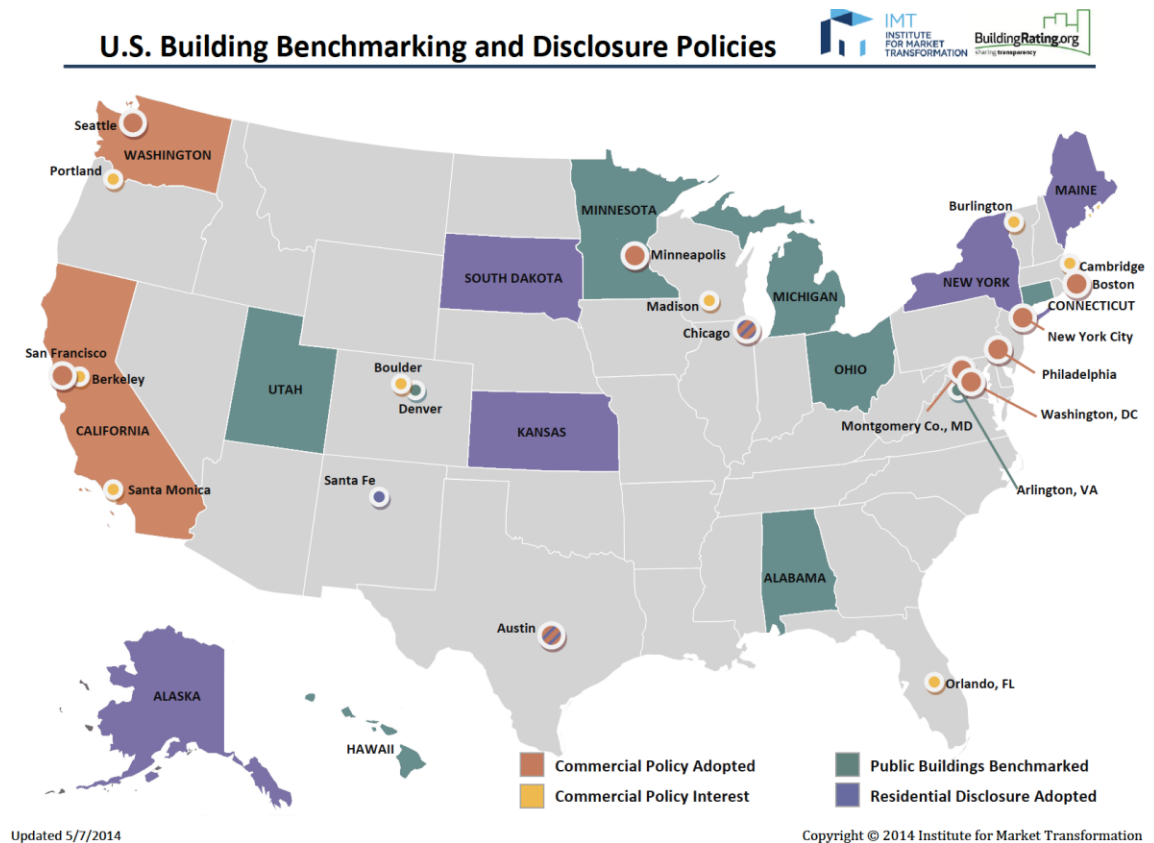 U.S. Building Benchmarking and Disclosure Policies
IMT
INSTITUTE
FOR MARKET
TRANSFORMATION
BuildingRating.org
sharing transparency
Seattle
WASHINGTON
Portland
MINNESOTA
MAINE
Burlington
Minneapolis
SOUTH DAKOTA
Cambridge
NEW YORK
Boston
MICHIGAN
Madison
CONNECTICUT
Chicago
New York City
San Francisco
Berkeley
Boulder
OHIO
Philadelphia
UTAH
Denver
Washington, DC
CALIFORNIA
KANSAS
Montgomery Co., MD
Santa Fe
Santa Monica
Arlington, VA
ALABAMA
Austin
Orlando, FL
ALASKA
HAWAII
Commercial Policy Adopted
Public Buildings Benchmarked
Commercial Policy Interest
Residential Disclosure Adopted
Updated 5/7/2014
Copyright © 2014 Institute for Market Transformation